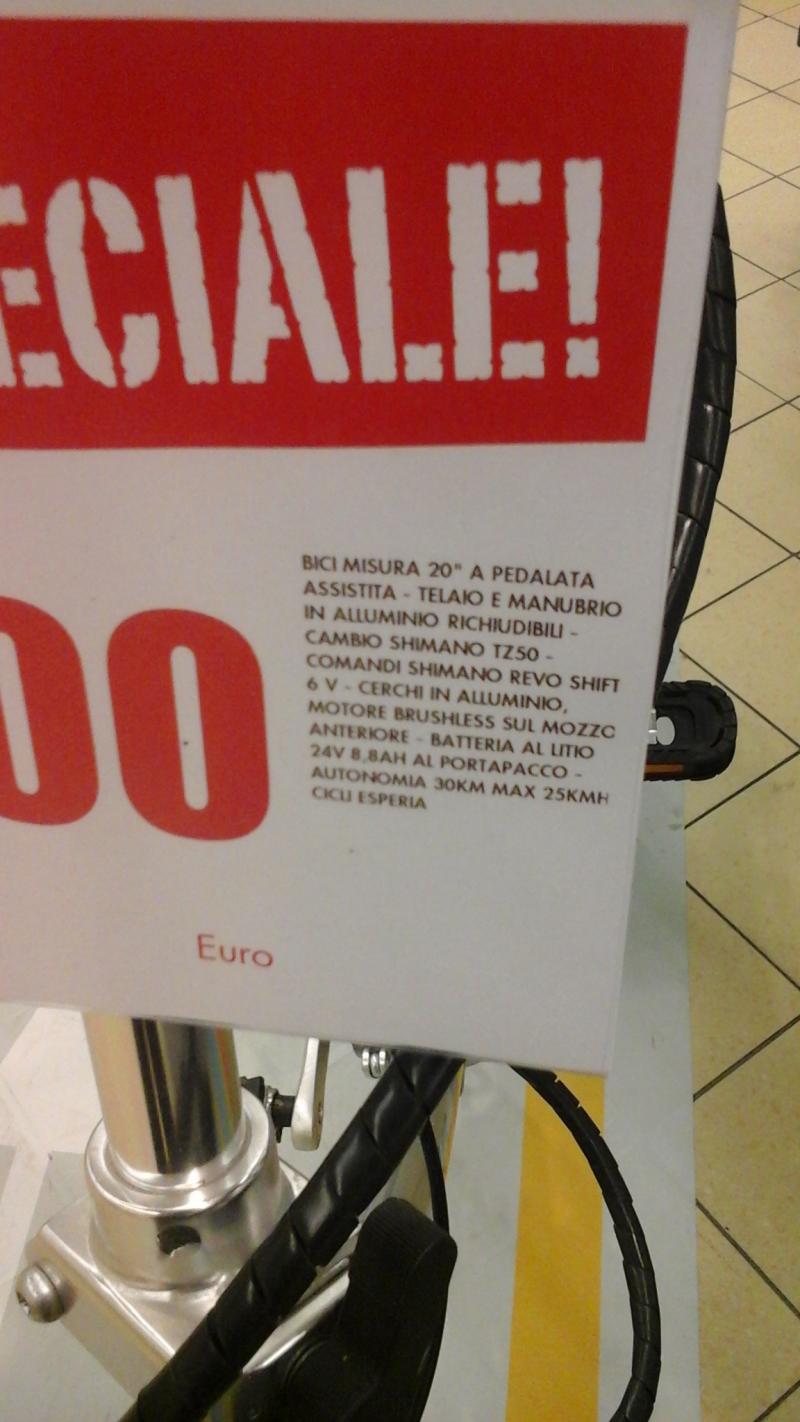 ECIALE!
00
BICI MISURA 20" A PEDALATA
ASSISTITA - TELAIO E MANUBRIO
IN ALLUMINIO RICHIUDIBILI -
CAMBIO SHIMANO TZ50 -
COMANDI SHIMANO REVO SHIFT
6 V - CERCHI IN ALLUMINIO,
MOTORE BRUSHLESS SUL MOZZO
ANTERIORE - BATTERIA AL LITIO
24V 8,8AH AL PORTAPACCO -
AUTONOMIA 30KM MAX 25KMH
CICLI ESPERIA
Euro